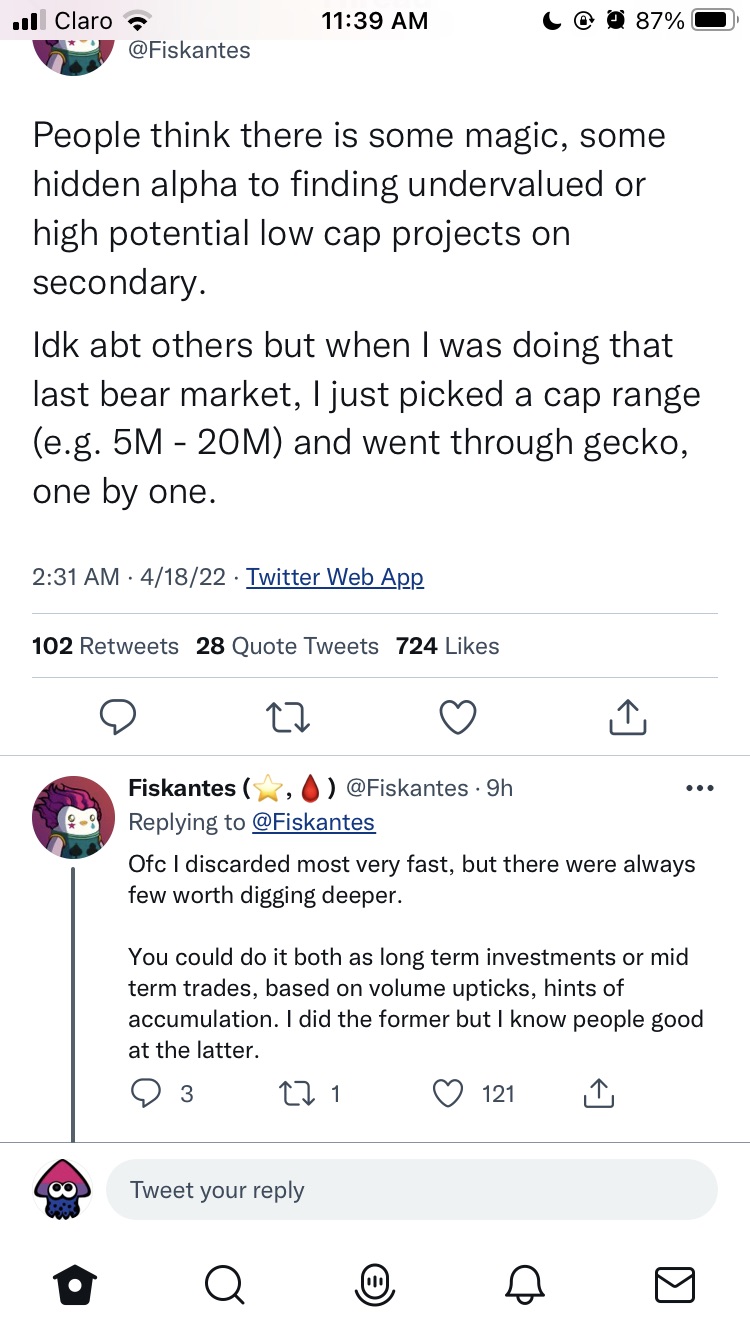 Claro 11:39 AM 87%
@Fiskantes
People think there is some magic, some
hidden alpha to finding undervalued or
high potential low cap projects on
secondary.
Idk abt others but when I was doing that
last bear market, I just picked a cap range
(e.g. 5M - 20M) and went through gecko,
one by one.
2:31 AM · 4/18/22 · Twitter Web App
102 Retweets 28 Quote Tweets 724 Likes
Fiskantes (⭐, 🩸) @Fiskantes · 9h
Replying to @Fiskantes
Ofc I discarded most very fast, but there were always
few worth digging deeper.
You could do it both as long term investments or mid
term trades, based on volume upticks, hints of
accumulation. I did the former but I know people good
at the latter.
3 1 121
Tweet your reply